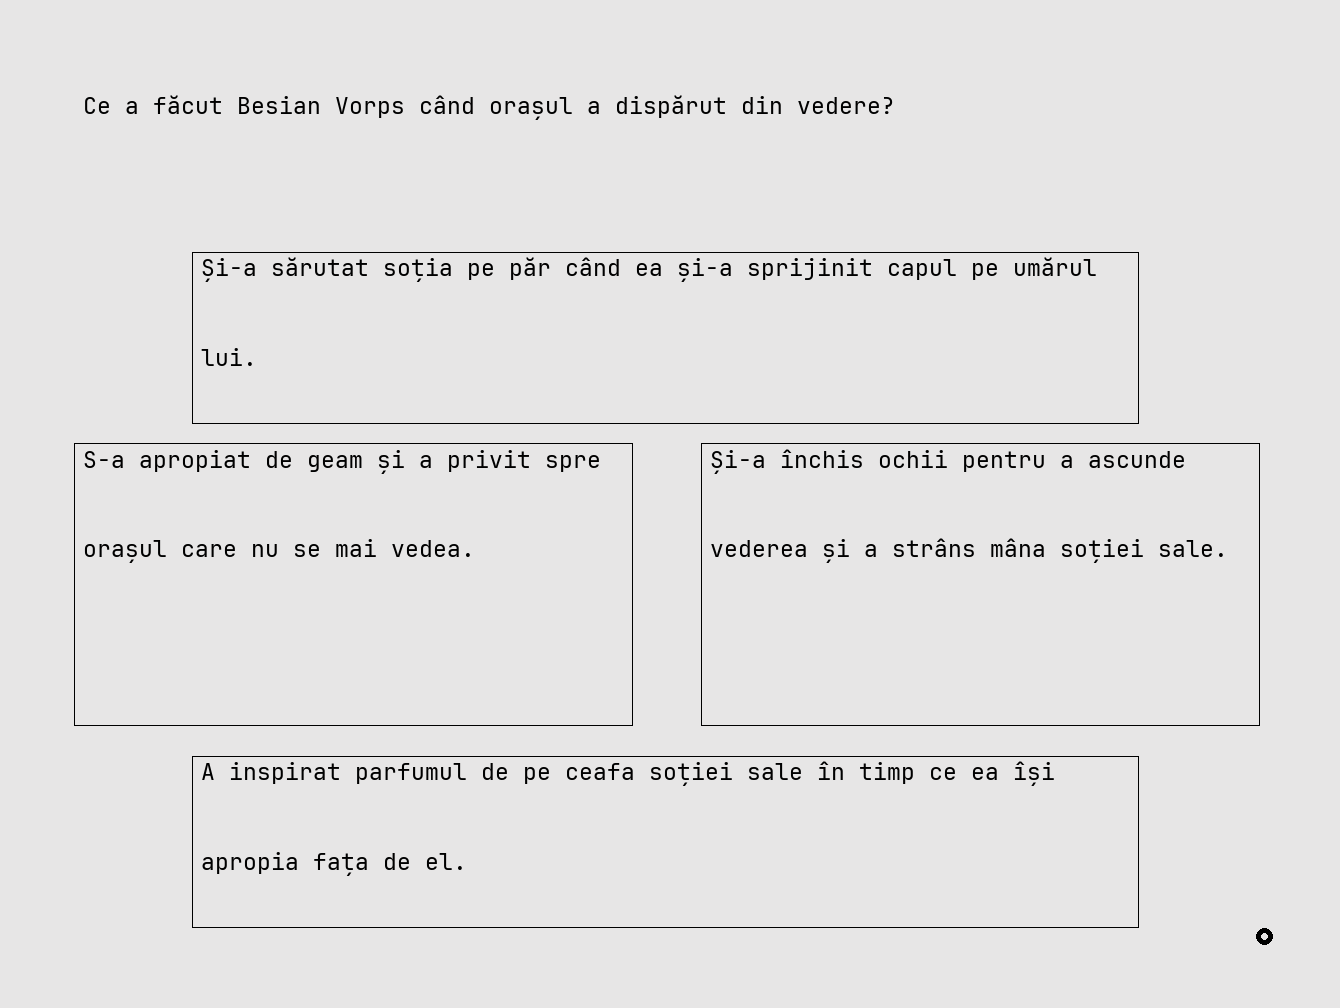 Ce a făcut Besian Vorps când orașul a dispărut din vedere?
Și-a sărutat soția pe păr când ea și-a sprijinit capul pe umărul
lui.
S-a apropiat de geam și a privit spre
orașul care nu se mai vedea.
Și-a închis ochii pentru a ascunde
vederea și a strâns mâna soției sale.
A inspirat parfumul de pe ceafa soției sale în timp ce ea își
apropia fața de el.